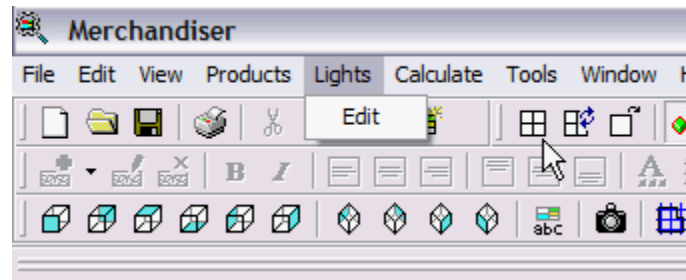 Merchandiser
File Edit View Products Lights Calculate Tools Window
Edit
B I A
abc